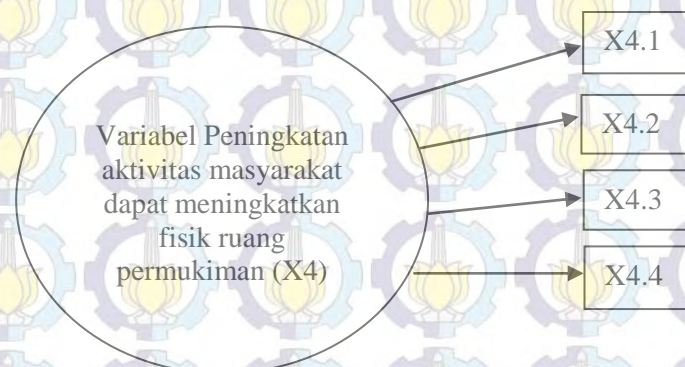 Variabel Peningkatan
aktivitas masyarakat
dapat meningkatkan
fisik ruang
permukiman (X4)
X4.1
X4.2
X4.3
X4.4